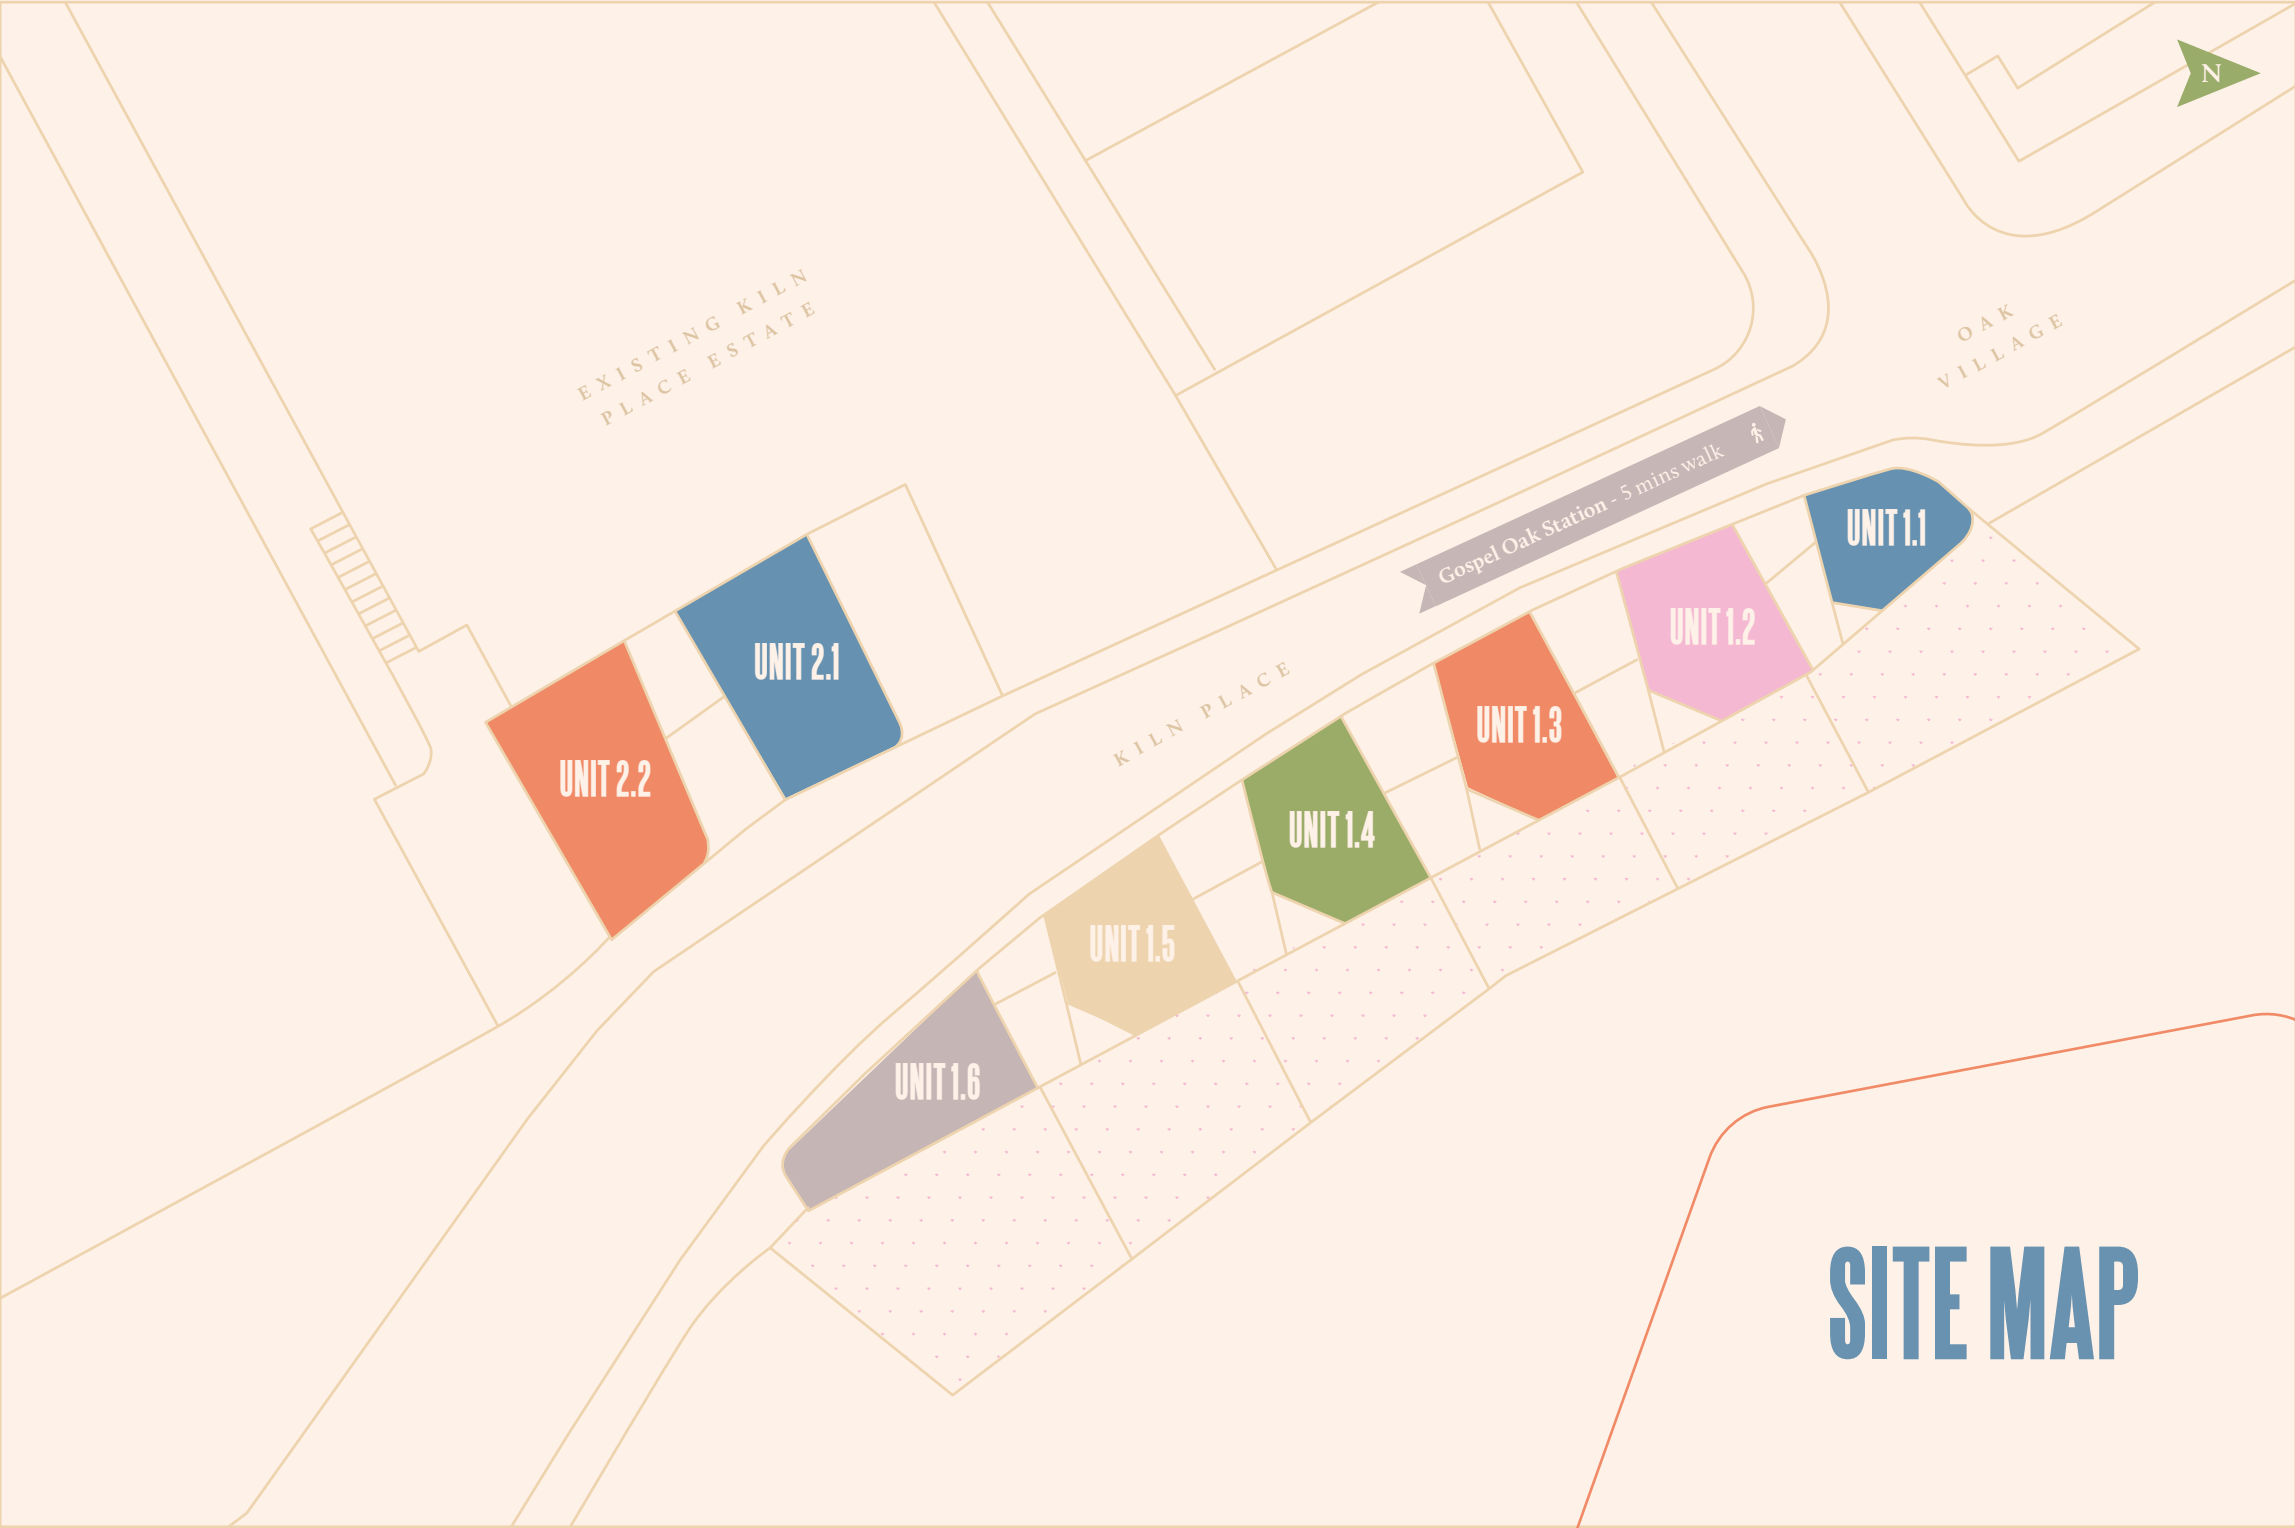 N
EXISTING KILN
PLACE ESTATE
OAK
VILLAGE
Gospel Oak Station - 5 mins walk
KILN PLACE
UNIT 1.1
UNIT 1.2
UNIT 1.3
UNIT 1.4
UNIT 1.5
UNIT 1.6
UNIT 2.1
UNIT 2.2
SITE MAP